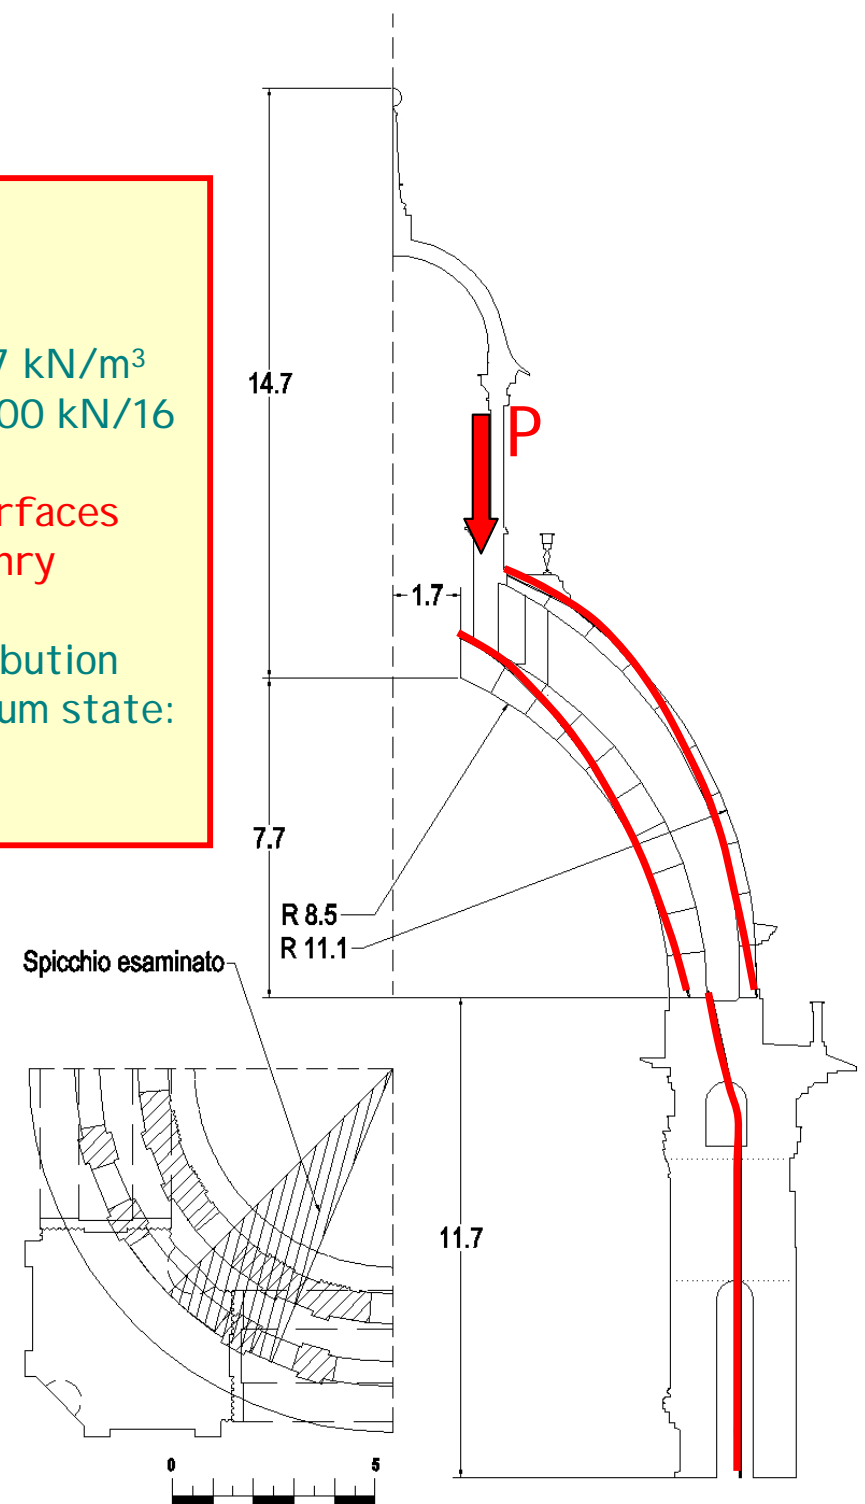 7 kN/m³
00 kN/16
rfaces
nry
bution
um state:
14.7
P
1.7
7.7
R 8.5
R 11.1
Spicchio esaminato
11.7
0 5